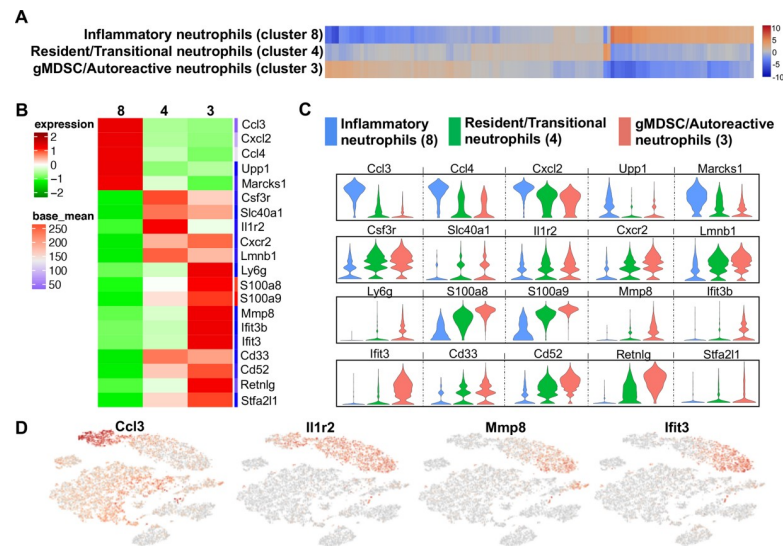 A
Inflammatory neutrophils (cluster 8)
Resident/Transitional neutrophils (cluster 4)
gMDSC/Autoreactive neutrophils (cluster 3)
10
5
0
-5
-10
B
8 4 3
expression
2
1
0
-1
-2
base_mean
250
200
150
100
50
Ccl3
Cxcl2
Ccl4
Upp1
Marcks1
Csf3r
Slc40a1
Il1r2
Cxcr2
Lmnb1
Ly6g
S100a8
S100a9
Mmp8
Ifit3b
Ifit3
Cd33
Cd52
Retnlg
Stfa2l1
C
Inflammatory neutrophils (8)
Resident/Transitional neutrophils (4)
gMDSC/Autoreactive neutrophils (3)
Ccl3 Ccl4 Cxcl2 Upp1 Marcks1
Csf3r Slc40a1 Il1r2 Cxcr2 Lmnb1
Ly6g S100a8 S100a9 Mmp8 Ifit3b
Ifit3 Cd33 Cd52 Retnlg Stfa2l1
D
Ccl3 Il1r2 Mmp8 Ifit3